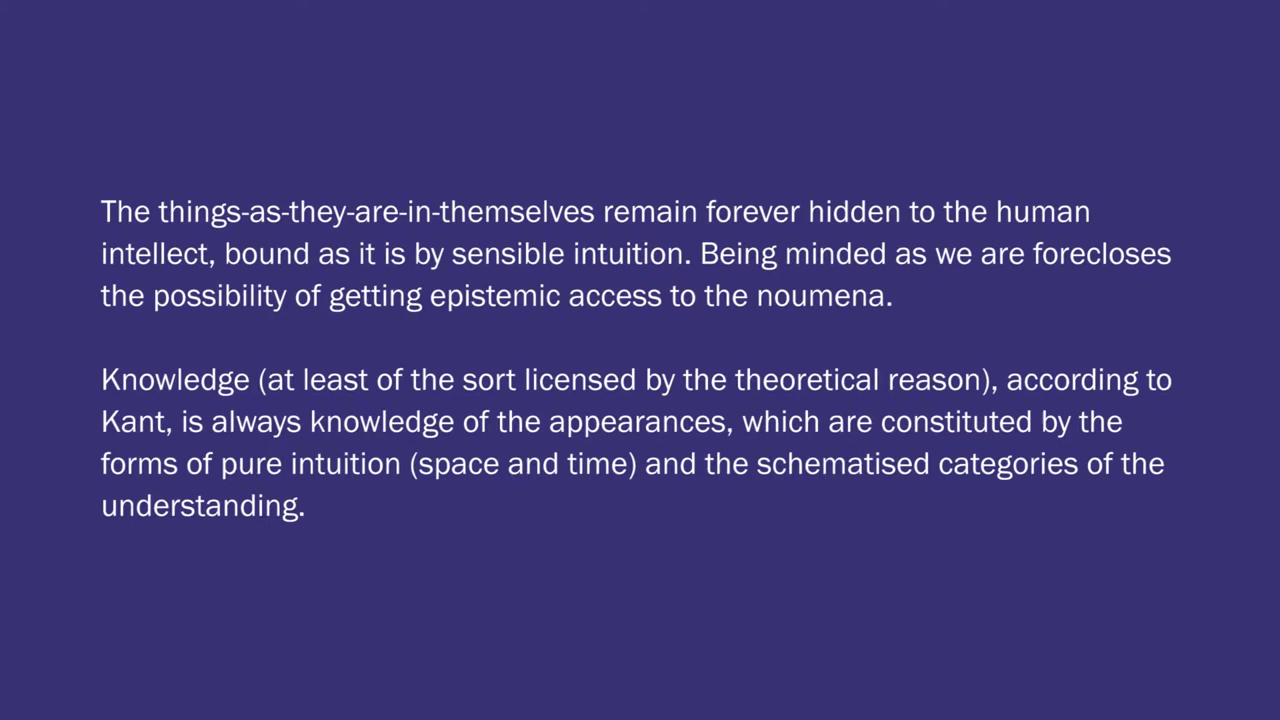 The things-as-they-are-in-themselves remain forever hidden to the human
intellect, bound as it is by sensible intuition. Being minded as we are forecloses
the possibility of getting epistemic access to the noumena.
Knowledge (at least of the sort licensed by the theoretical reason), according to
Kant, is always knowledge of the appearances, which are constituted by the
forms of pure intuition (space and time) and the schematised categories of the
understanding.